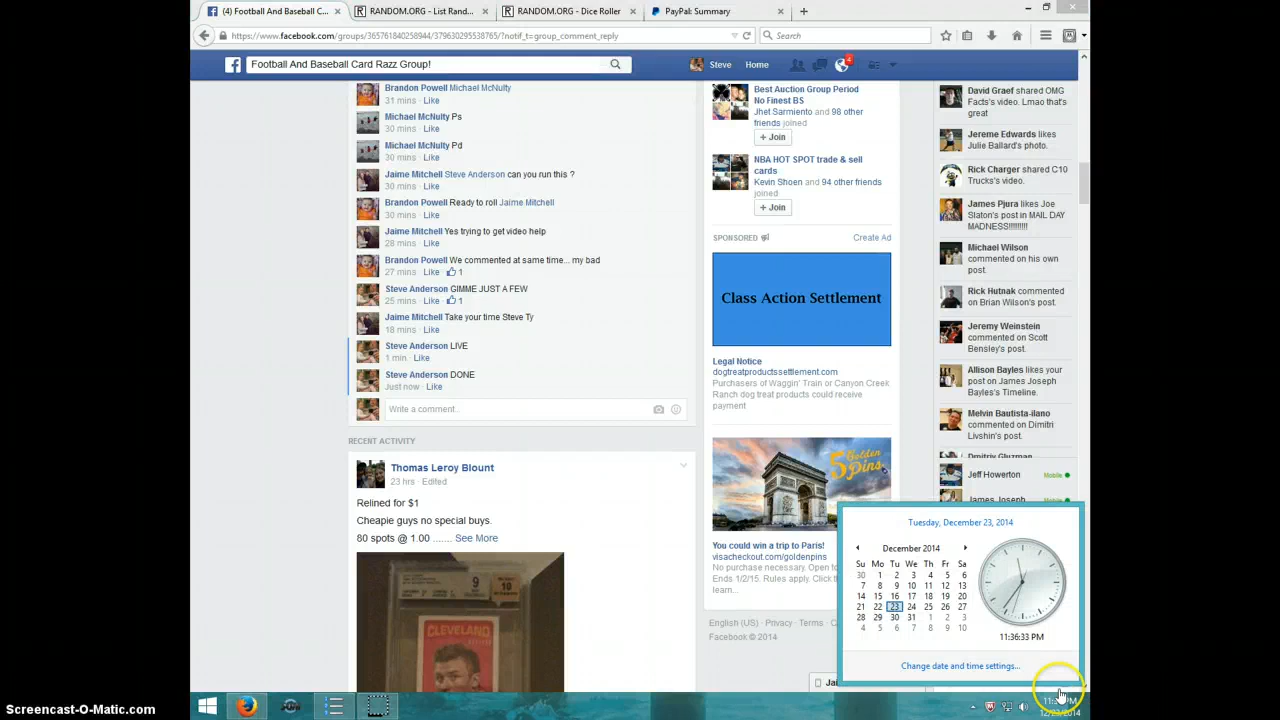 (4) Football And Baseball C...
RANDOM.ORG - List Rand...
RANDOM.ORG - Dice Roller
PayPal: Summary
https://www.facebook.com/groups/365761840258944/379630295538765/?notif_t=group_comment_reply
Search
Football And Baseball Card Razz Group!
Steve
Home
4
Brandon Powell Michael McNulty
31 mins · Like
Michael McNulty Ps
30 mins · Like
Michael McNulty Pd
30 mins · Like
Jaime Mitchell Steve Anderson can you run this ?
30 mins · Like
Brandon Powell Ready to roll Jaime Mitchell
30 mins · Like
Jaime Mitchell Yes trying to get video help
28 mins · Like
Brandon Powell We commented at same time... my bad
27 mins · Like · 1
Steve Anderson GIMME JUST A FEW
25 mins · Like · 1
Jaime Mitchell Take your time Steve Ty
18 mins · Like
Steve Anderson LIVE
1 min · Like
Steve Anderson DONE
Just now · Like
Write a comment...
RECENT ACTIVITY
Thomas Leroy Blount
23 hrs · Edited
Relined for $1
Cheapie guys no special buys.
80 spots @ 1.00 ....... See More
9
10
CLEVELAND
Best Auction Group Period
No Finest BS
Jhet Sarmiento and 98 other
friends joined
+ Join
NBA HOT SPOT trade & sell
cards
Kevin Shoen and 94 other friends
joined
+ Join
SPONSORED
Create Ad
Class Action Settlement
Legal Notice
dogtreatproductssettlement.com
Purchasers of Waggin' Train or Canyon Creek
Ranch dog treat products could receive
payment
5 Golden
Pins
You could win a trip to Paris!
visacheckout.com/goldenpins
No purchase necessary. Open to
Ends 1/2/15. Rules apply. Click th
learn...
English (US) · Privacy · Terms · C
Facebook © 2014
David Graef shared OMG
Facts's video. Lmao that's
great
Jereme Edwards likes
Julie Ballard's photo.
Rick Charger shared C10
Trucks's video.
James Pjura likes Joe
Slaton's post in MAIL DAY
MADNESS!!!!!!!!!
Michael Wilson
commented on his own
post.
Rick Hutnak commented
on Brian Wilson's post.
Jeremy Weinstein
commented on Scott
Bensley's post.
Allison Bayles likes your
post on James Joseph
Bayles's Timeline.
Melvin Bautista-ilano
commented on Dimitri
Livshin's post.
Dmitriy Gluzman
Jeff Howerton
Mobile
James Joseph
Mobile
Tuesday, December 23, 2014
December 2014
Su Mo Tu We Th Fr Sa
30 1 2 3 4 5 6
7 8 9 10 11 12 13
14 15 16 17 18 19 20
21 22 23 24 25 26 27
28 29 30 31 1 2 3
4 5 6 7 8 9 10
11:36:33 PM
Change date and time settings...
Jai
12/23/2014
Screencast-O-Matic.com